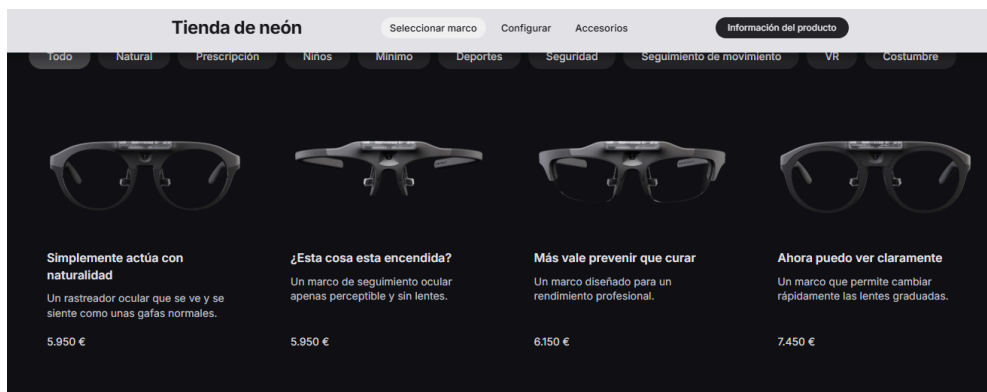 Tienda de neón
Seleccionar marco
Configurar
Accesorios
Información del producto
Todo
Natural
Prescripción
Niños
Mínimo
Deportes
Seguridad
Seguimiento de movimiento
VR
Costumbre
Simplemente actúa con
naturalidad
Un rastreador ocular que se ve y se
siente como unas gafas normales.
5.950 €
¿Esta cosa esta encendida?
Un marco de seguimiento ocular
apenas perceptible y sin lentes.
5.950 €
Más vale prevenir que curar
Un marco diseñado para un
rendimiento profesional.
6.150 €
Ahora puedo ver claramente
Un marco que permite cambiar
rápidamente las lentes graduadas.
7.450 €